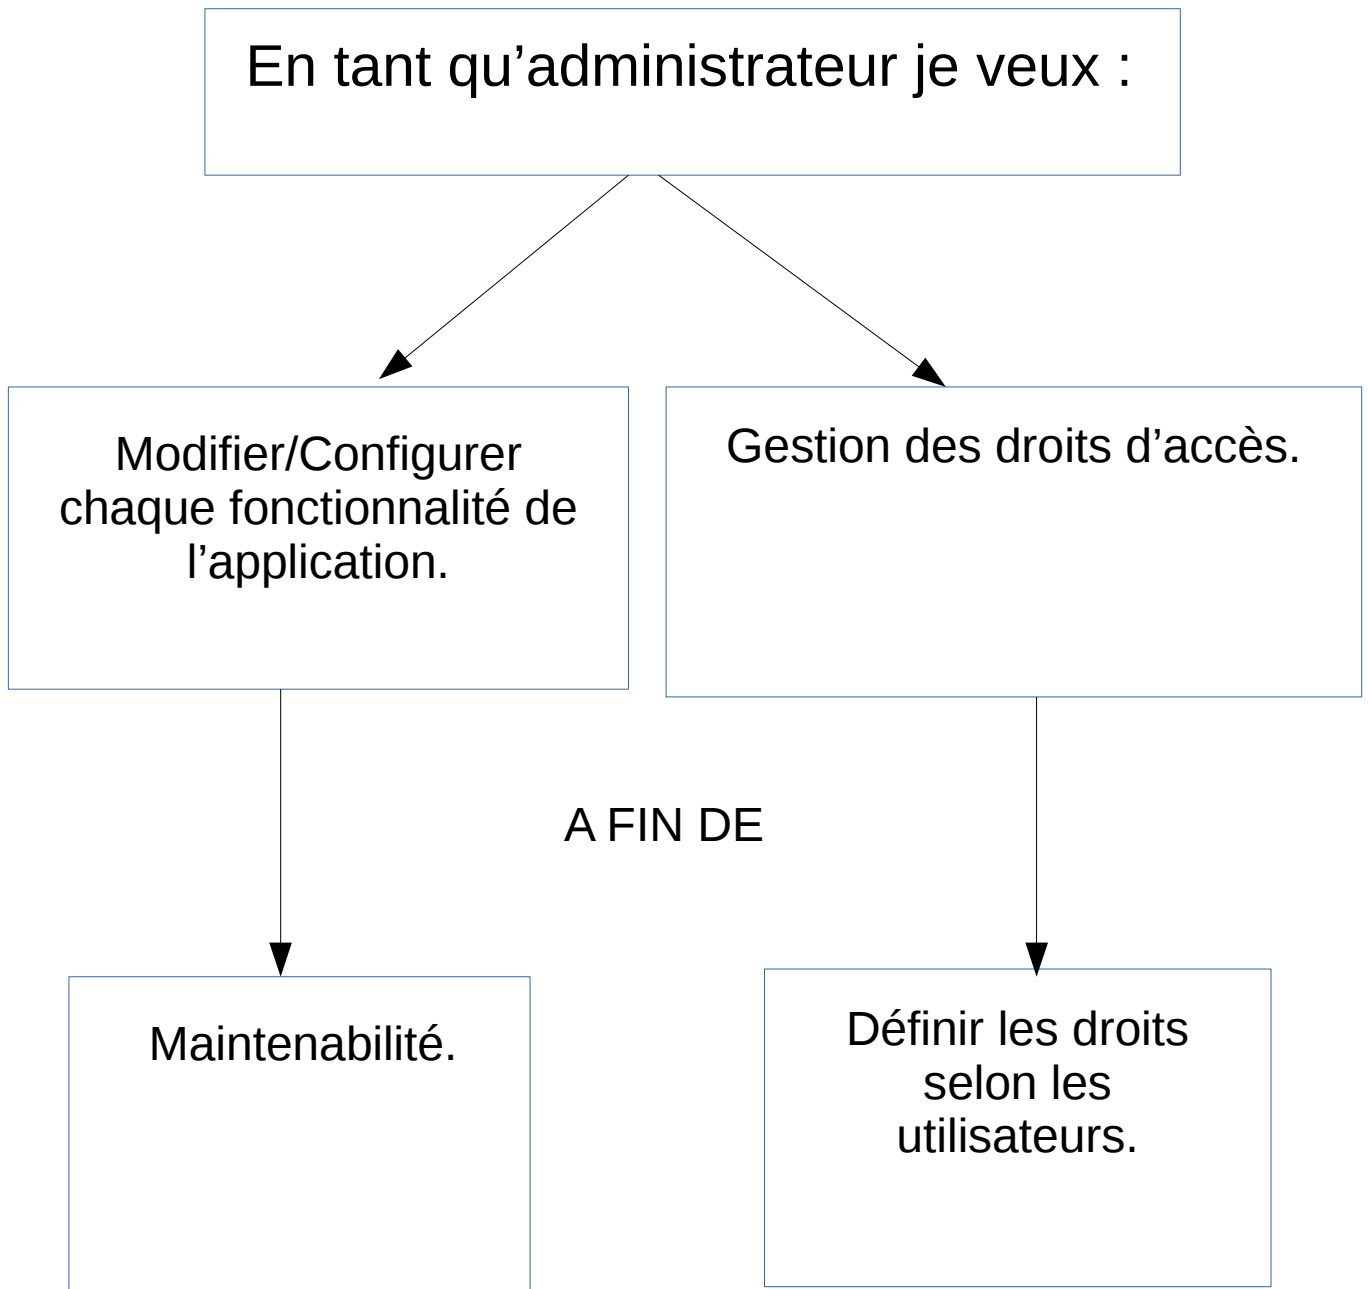 En tant qu’administrateur je veux :
Modifier/Configurer
chaque fonctionnalité de
l’application.
Gestion des droits d’accès.
A FIN DE
Maintenabilité.
Définir les droits
selon les
utilisateurs.